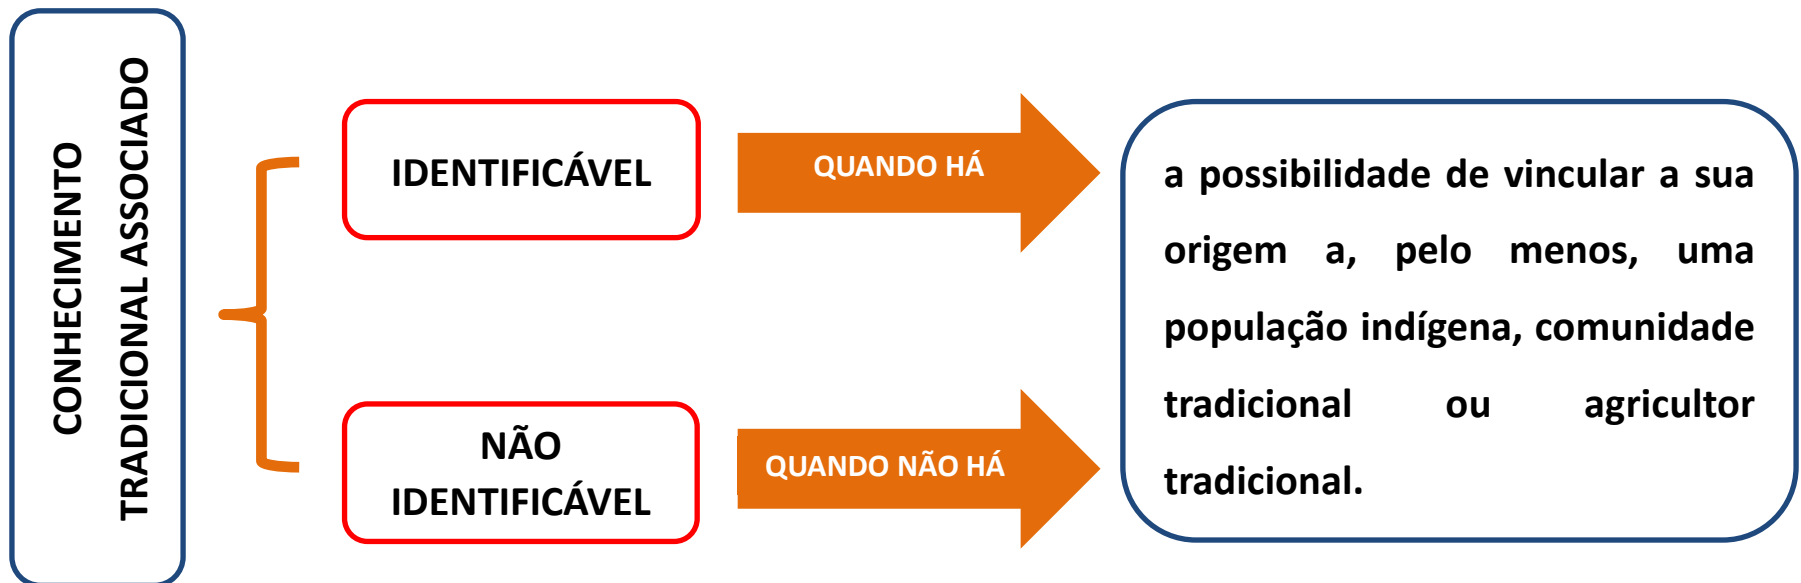 CONHECIMENTO
TRADICIONAL ASSOCIADO
IDENTIFICÁVEL
QUANDO HÁ
NÃO
IDENTIFICÁVEL
QUANDO NÃO HÁ
a possibilidade de vincular a sua
origem a, pelo menos, uma
população indígena, comunidade
tradicional ou agricultor
tradicional.